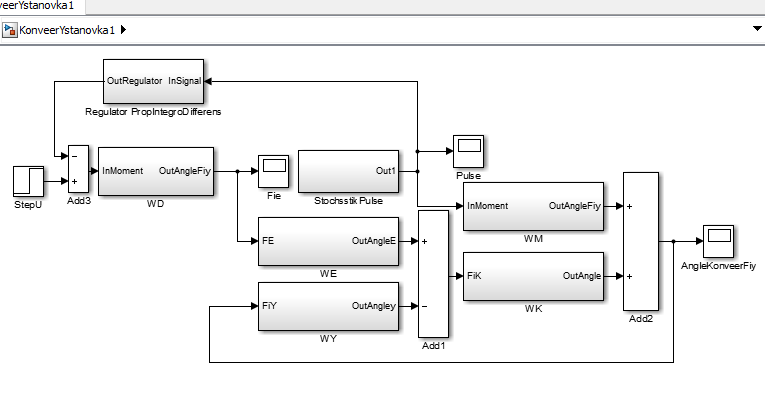 veerYstanovka1
KonveerYstanovka1
OutRegulator InSignal
Regulator PropIntegroDifferens
StepU
−
+
Add3
InMoment OutAngleFiy
WD
Fie
Out1
Stochsstik Pulse
Pulse
InMoment OutAngleFiy
WM
FE OutAngleE
WE
FiY OutAngley
WY
+
−
Add1
FiK OutAngle
WK
+
+
Add2
AngleKonveerFiy